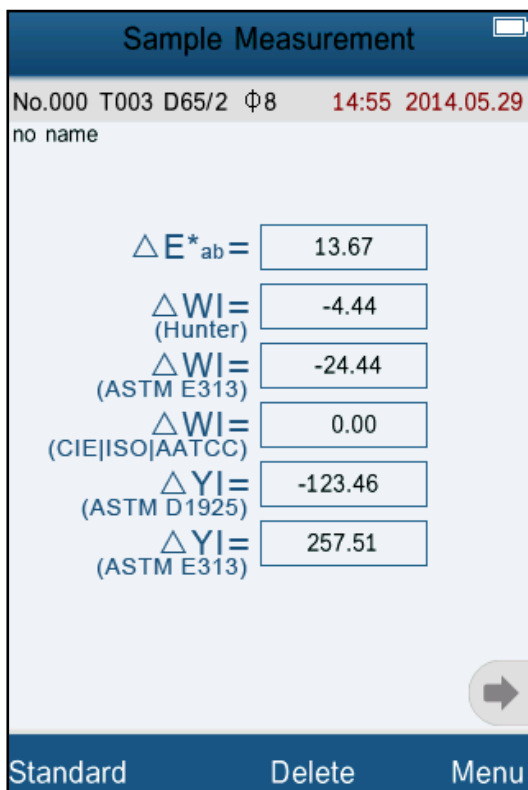 Sample Measurement
No.000 T003 D65/2 Φ8 14:55 2014.05.29
no name
△E*ab= 13.67
△WI= -4.44
(Hunter)
△WI= -24.44
(ASTM E313)
△WI= 0.00
(CIE|ISO|AATCC)
△YI= -123.46
(ASTM D1925)
△YI= 257.51
(ASTM E313)
Standard Delete Menu